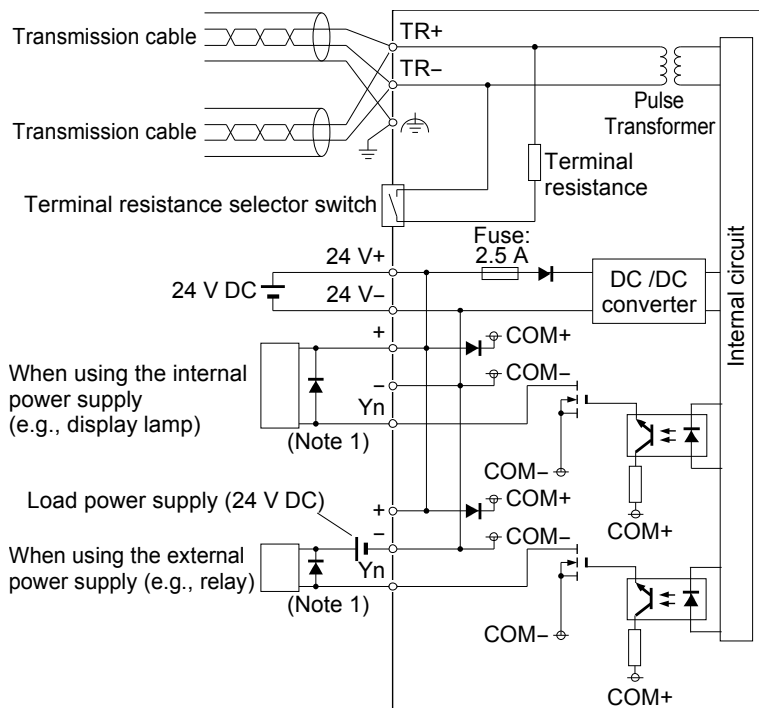 Transmission cable
TR+
TR−
Transmission cable
Pulse
Transformer
Terminal
resistance
Terminal resistance selector switch
Fuse:
2.5 A
24 V+
24 V DC
24 V−
DC /DC
converter
Internal circuit
+
COM+
−
COM−
Yn
When using the internal
power supply
(e.g., display lamp)
(Note 1)
COM−
COM+
Load power supply (24 V DC)
+
COM+
−
COM−
Yn
When using the external
power supply (e.g., relay)
(Note 1)
COM−
COM+